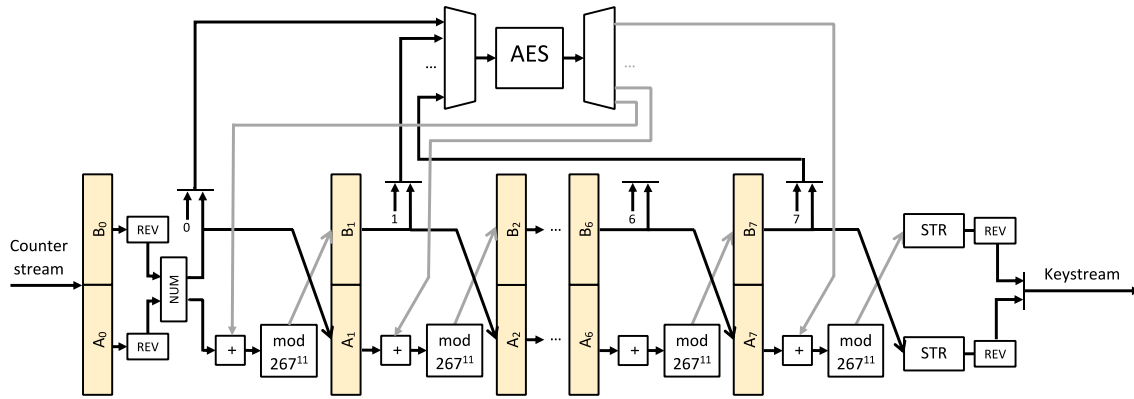 AES
...
...
Counter
stream
B0
A0
REV
REV
NUM
0
+
mod
267^11
B1
A1
1
+
mod
267^11
B2
A2
...
...
B6
A6
6
+
mod
267^11
B7
A7
7
+
mod
267^11
STR
STR
REV
REV
Keystream